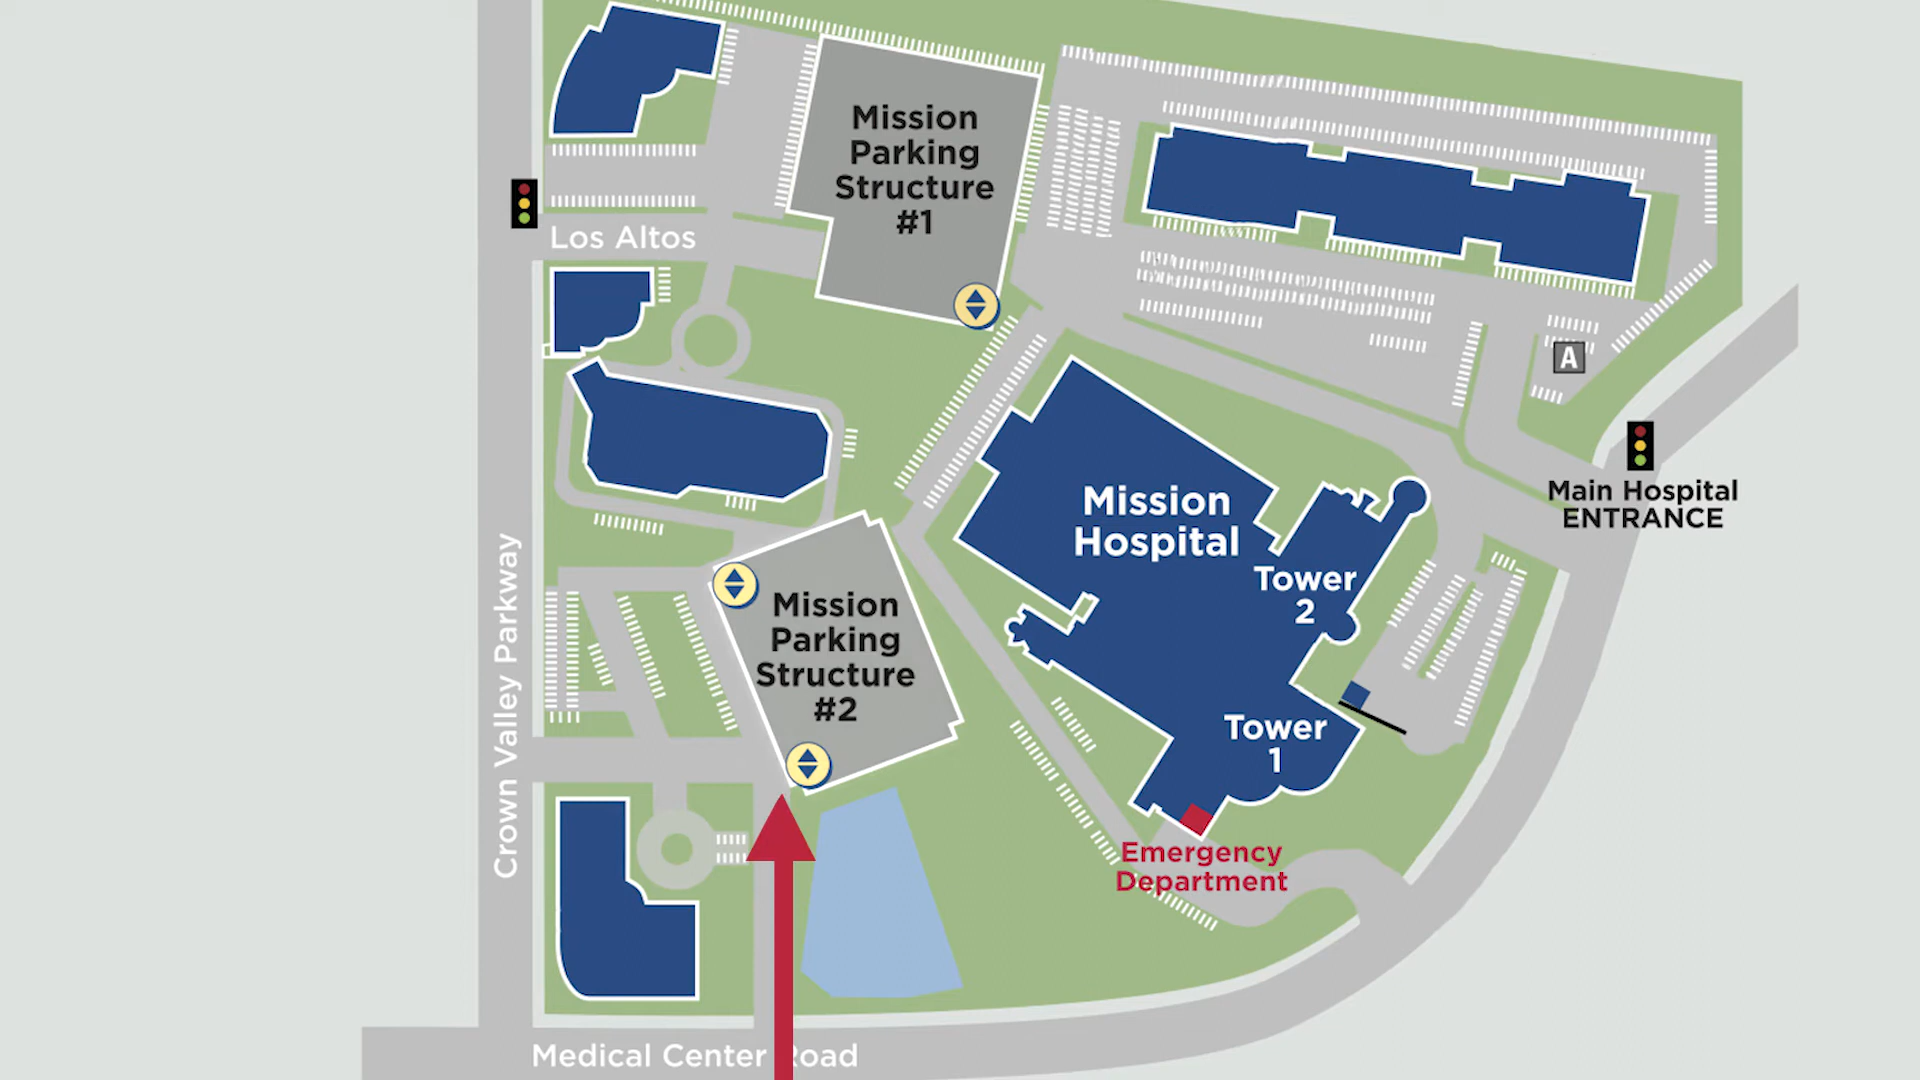 Mission
Parking
Structure
#1
Los Altos
A
Main Hospital
ENTRANCE
Mission
Hospital
Tower
2
Mission
Parking
Structure
#2
Tower
1
Crown Valley Parkway
Emergency
Department
Medical Center oad